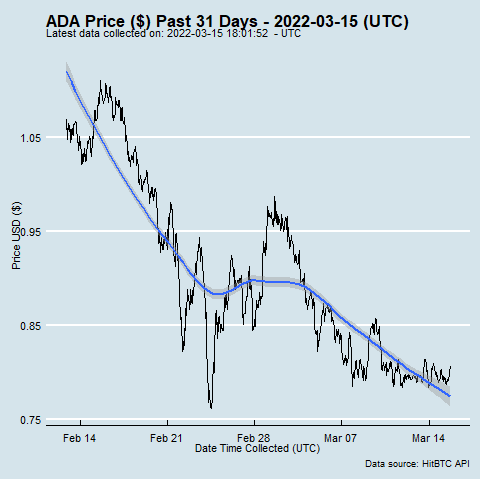 ADA Price ($) Past 31 Days - 2022-03-15 (UTC)
Latest data collected on: 2022-03-15 18:01:52 - UTC
Price USD ($)
1.05
0.95
0.85
0.75
Feb 14 Feb 21 Feb 28 Mar 07 Mar 14
Date Time Collected (UTC)
Data source: HitBTC API